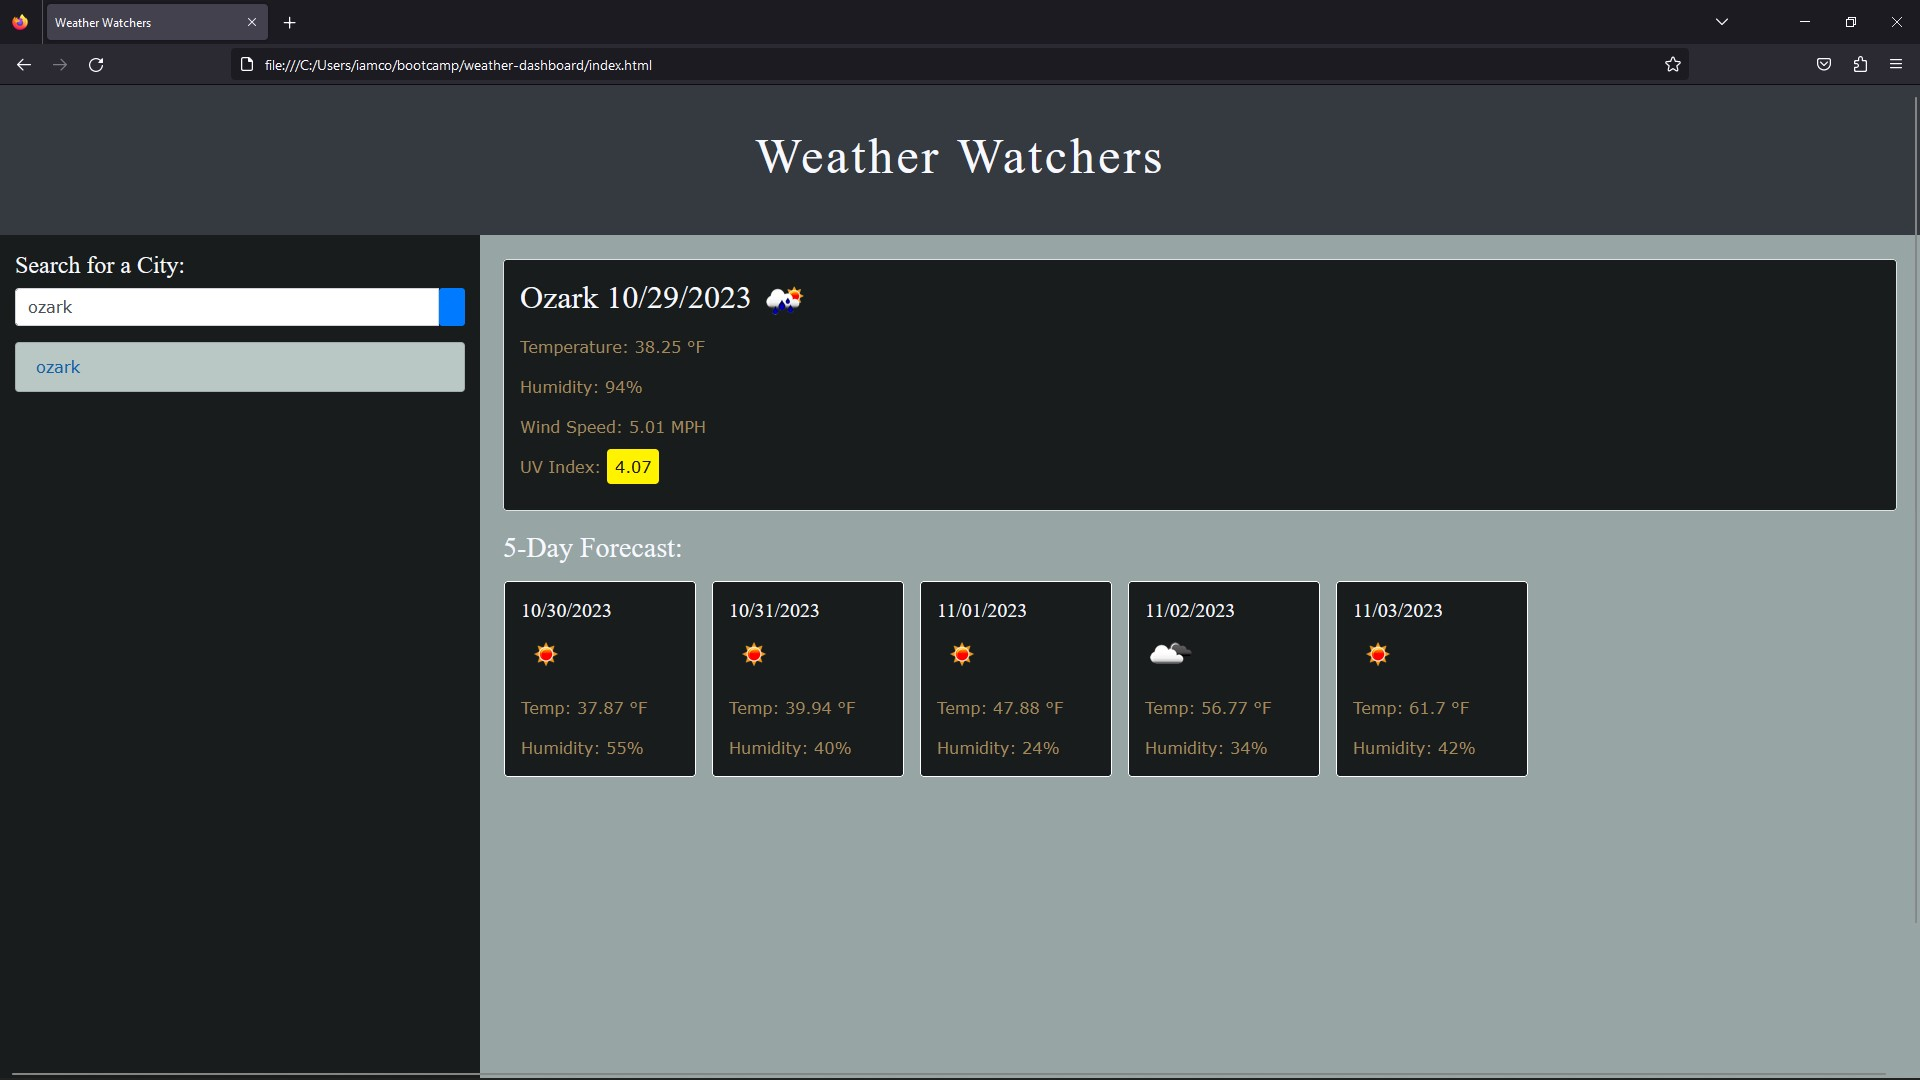 Weather Watchers
file:///C:/Users/iamco/bootcamp/weather-dashboard/index.html
Weather Watchers
Search for a City:
ozark
ozark
Ozark 10/29/2023
Temperature: 38.25 °F
Humidity: 94%
Wind Speed: 5.01 MPH
UV Index: 4.07
5-Day Forecast:
10/30/2023
Temp: 37.87 °F
Humidity: 55%
10/31/2023
Temp: 39.94 °F
Humidity: 40%
11/01/2023
Temp: 47.88 °F
Humidity: 24%
11/02/2023
Temp: 56.77 °F
Humidity: 34%
11/03/2023
Temp: 61.7 °F
Humidity: 42%